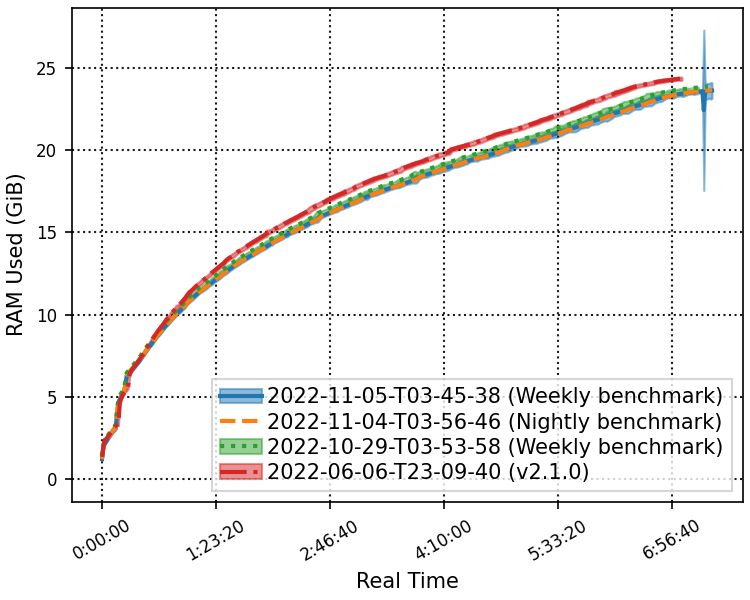 25
20
15
10
5
0
RAM Used (GiB)
2022-11-05-T03-45-38 (Weekly benchmark)
2022-11-04-T03-56-46 (Nightly benchmark)
2022-10-29-T03-53-58 (Weekly benchmark)
2022-06-06-T23-09-40 (v2.1.0)
0:00:00
1:23:20
2:46:40
4:10:00
5:33:20
6:56:40
Real Time